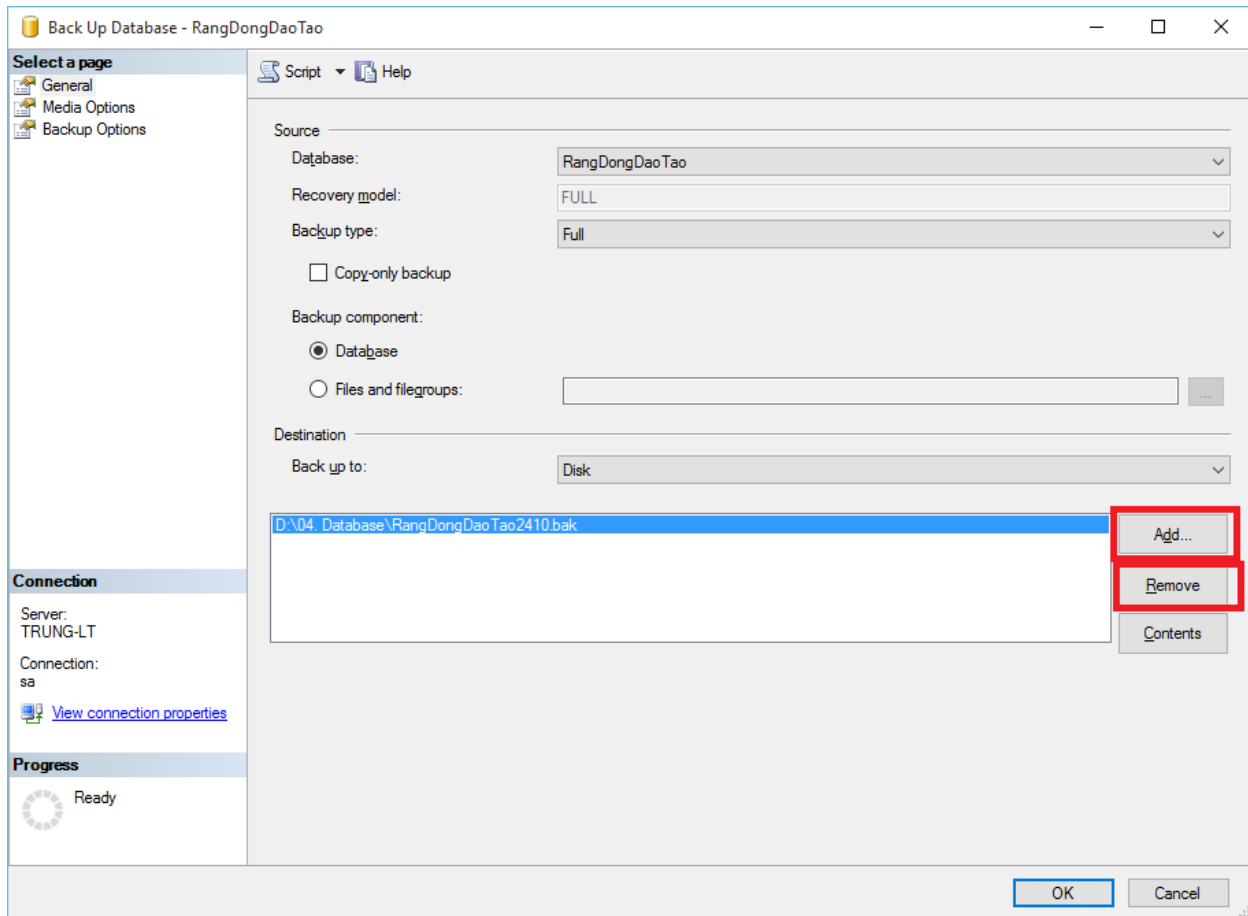 Back Up Database - RangDongDaoTao
Select a page
General
Media Options
Backup Options
Script
Help
Source
Database:
RangDongDaoTao
Recovery model:
FULL
Backup type:
Full
Copy-only backup
Backup component:
Database
Files and filegroups:
...
Destination
Back up to:
Disk
D:\04. Database\RangDongDaoTao2410.bak
Add...
Remove
Contents
Connection
Server:
TRUNG-LT
Connection:
sa
View connection properties
Progress
Ready
OK
Cancel